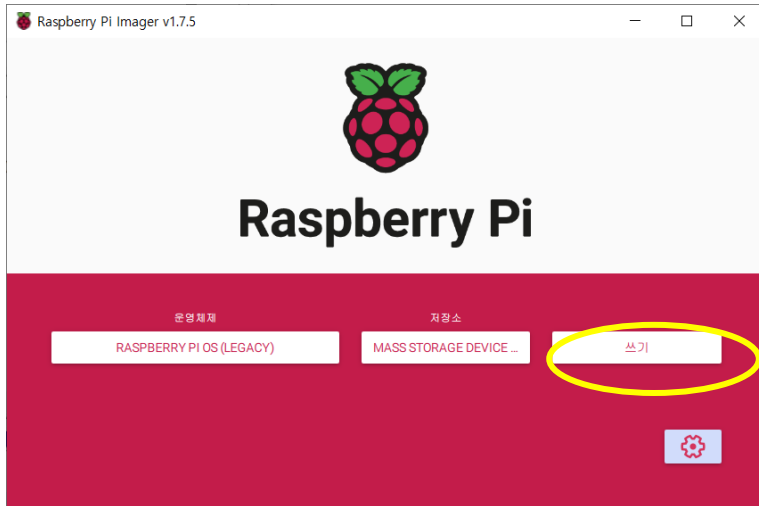 Raspberry Pi Imager v1.7.5
Raspberry Pi
운영체제
저장소
RASPBERRY PI OS (LEGACY)
MASS STORAGE DEVICE ...
쓰기